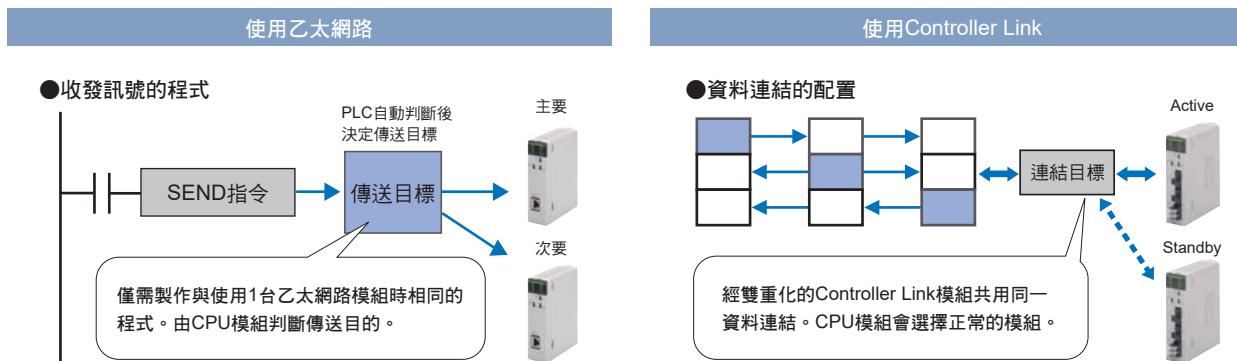 使用乙太網路
●收發訊號的程式
PLC自動判斷後
決定傳送目標
主要
SEND指令
傳送目標
次要
僅需製作與使用1台乙太網路模組時相同的
程式。由CPU模組判斷傳送目的。
使用Controller Link
●資料連結的配置
Active
連結目標
Standby
經雙重化的Controller Link模組共用同一
資料連結。CPU模組會選擇正常的模組。